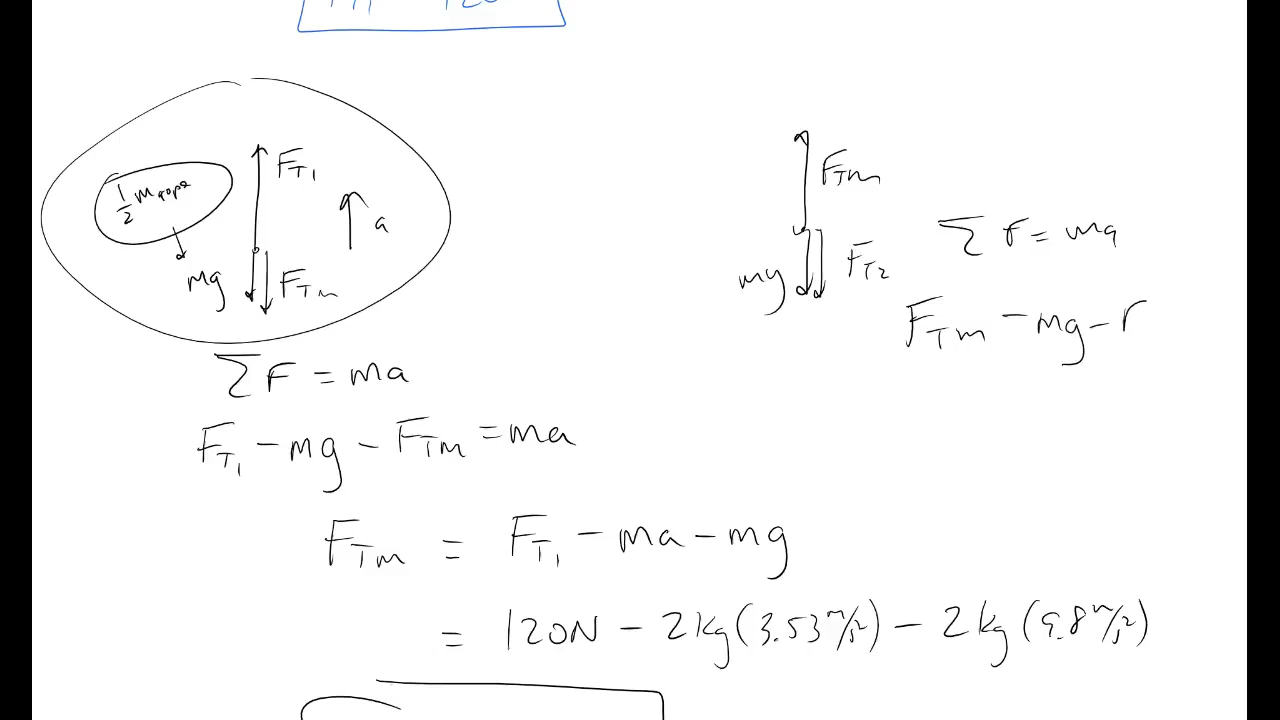 F_T1
½ m_rope
a
mg
F_Tm
ΣF = ma
F_T1 − mg − F_Tm = ma
F_Tm = F_T1 − ma − mg
= 120N − 2kg(3.53 m/s²) − 2kg(9.8 m/s²)
F_Tm
mg
F_T2
ΣF = ma
F_Tm − mg −